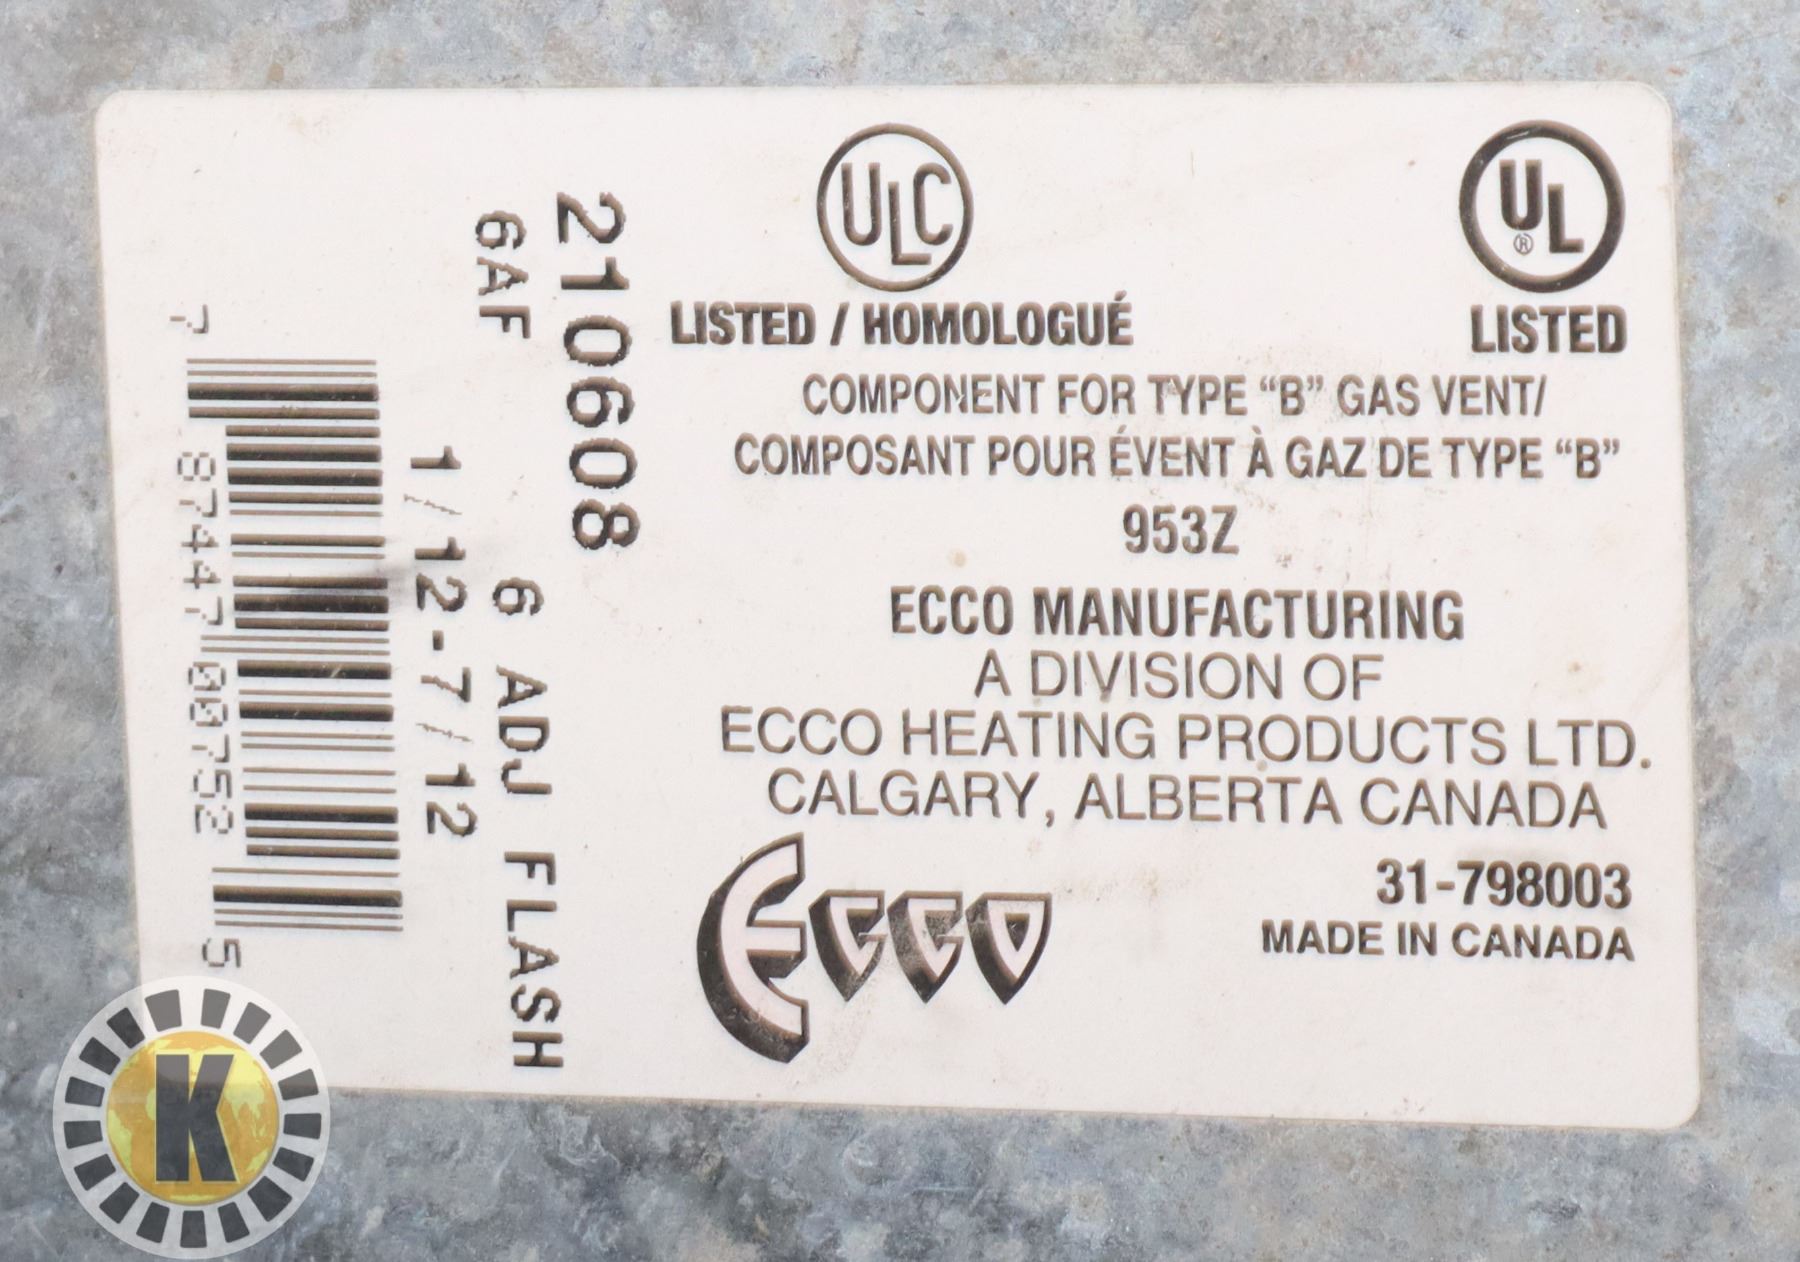 ULC
LISTED / HOMOLOGUÉ
UL
®
LISTED
COMPONENT FOR TYPE “B” GAS VENT/
COMPOSANT POUR ÉVENT À GAZ DE TYPE “B”
953Z
ECCO MANUFACTURING
A DIVISION OF
ECCO HEATING PRODUCTS LTD.
CALGARY, ALBERTA CANADA
31-798003
MADE IN CANADA
ECCO
210608
6AF
6 ADJ FLASH
1/12-7/12
7 87447 00752 5
K